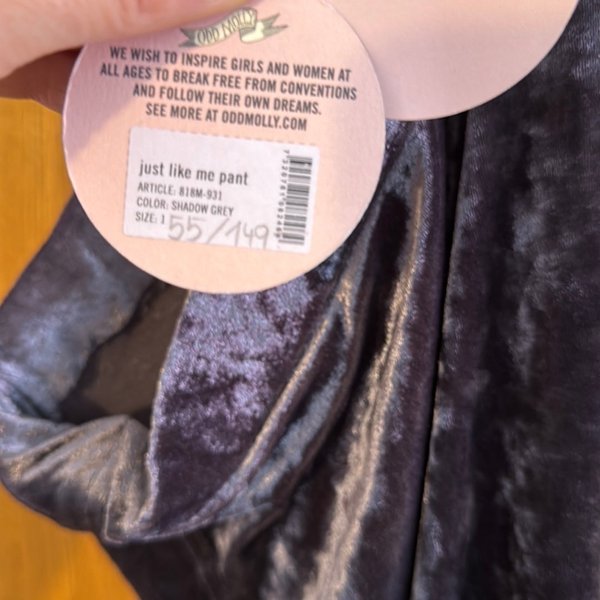 ODD MOLLY
WE WISH TO INSPIRE GIRLS AND WOMEN AT
ALL AGES TO BREAK FREE FROM CONVENTIONS
AND FOLLOW THEIR OWN DREAMS.
SEE MORE AT ODDMOLLY.COM
just like me pant
ARTICLE: 818M-931
COLOR: SHADOW GREY
SIZE: 1
55/149